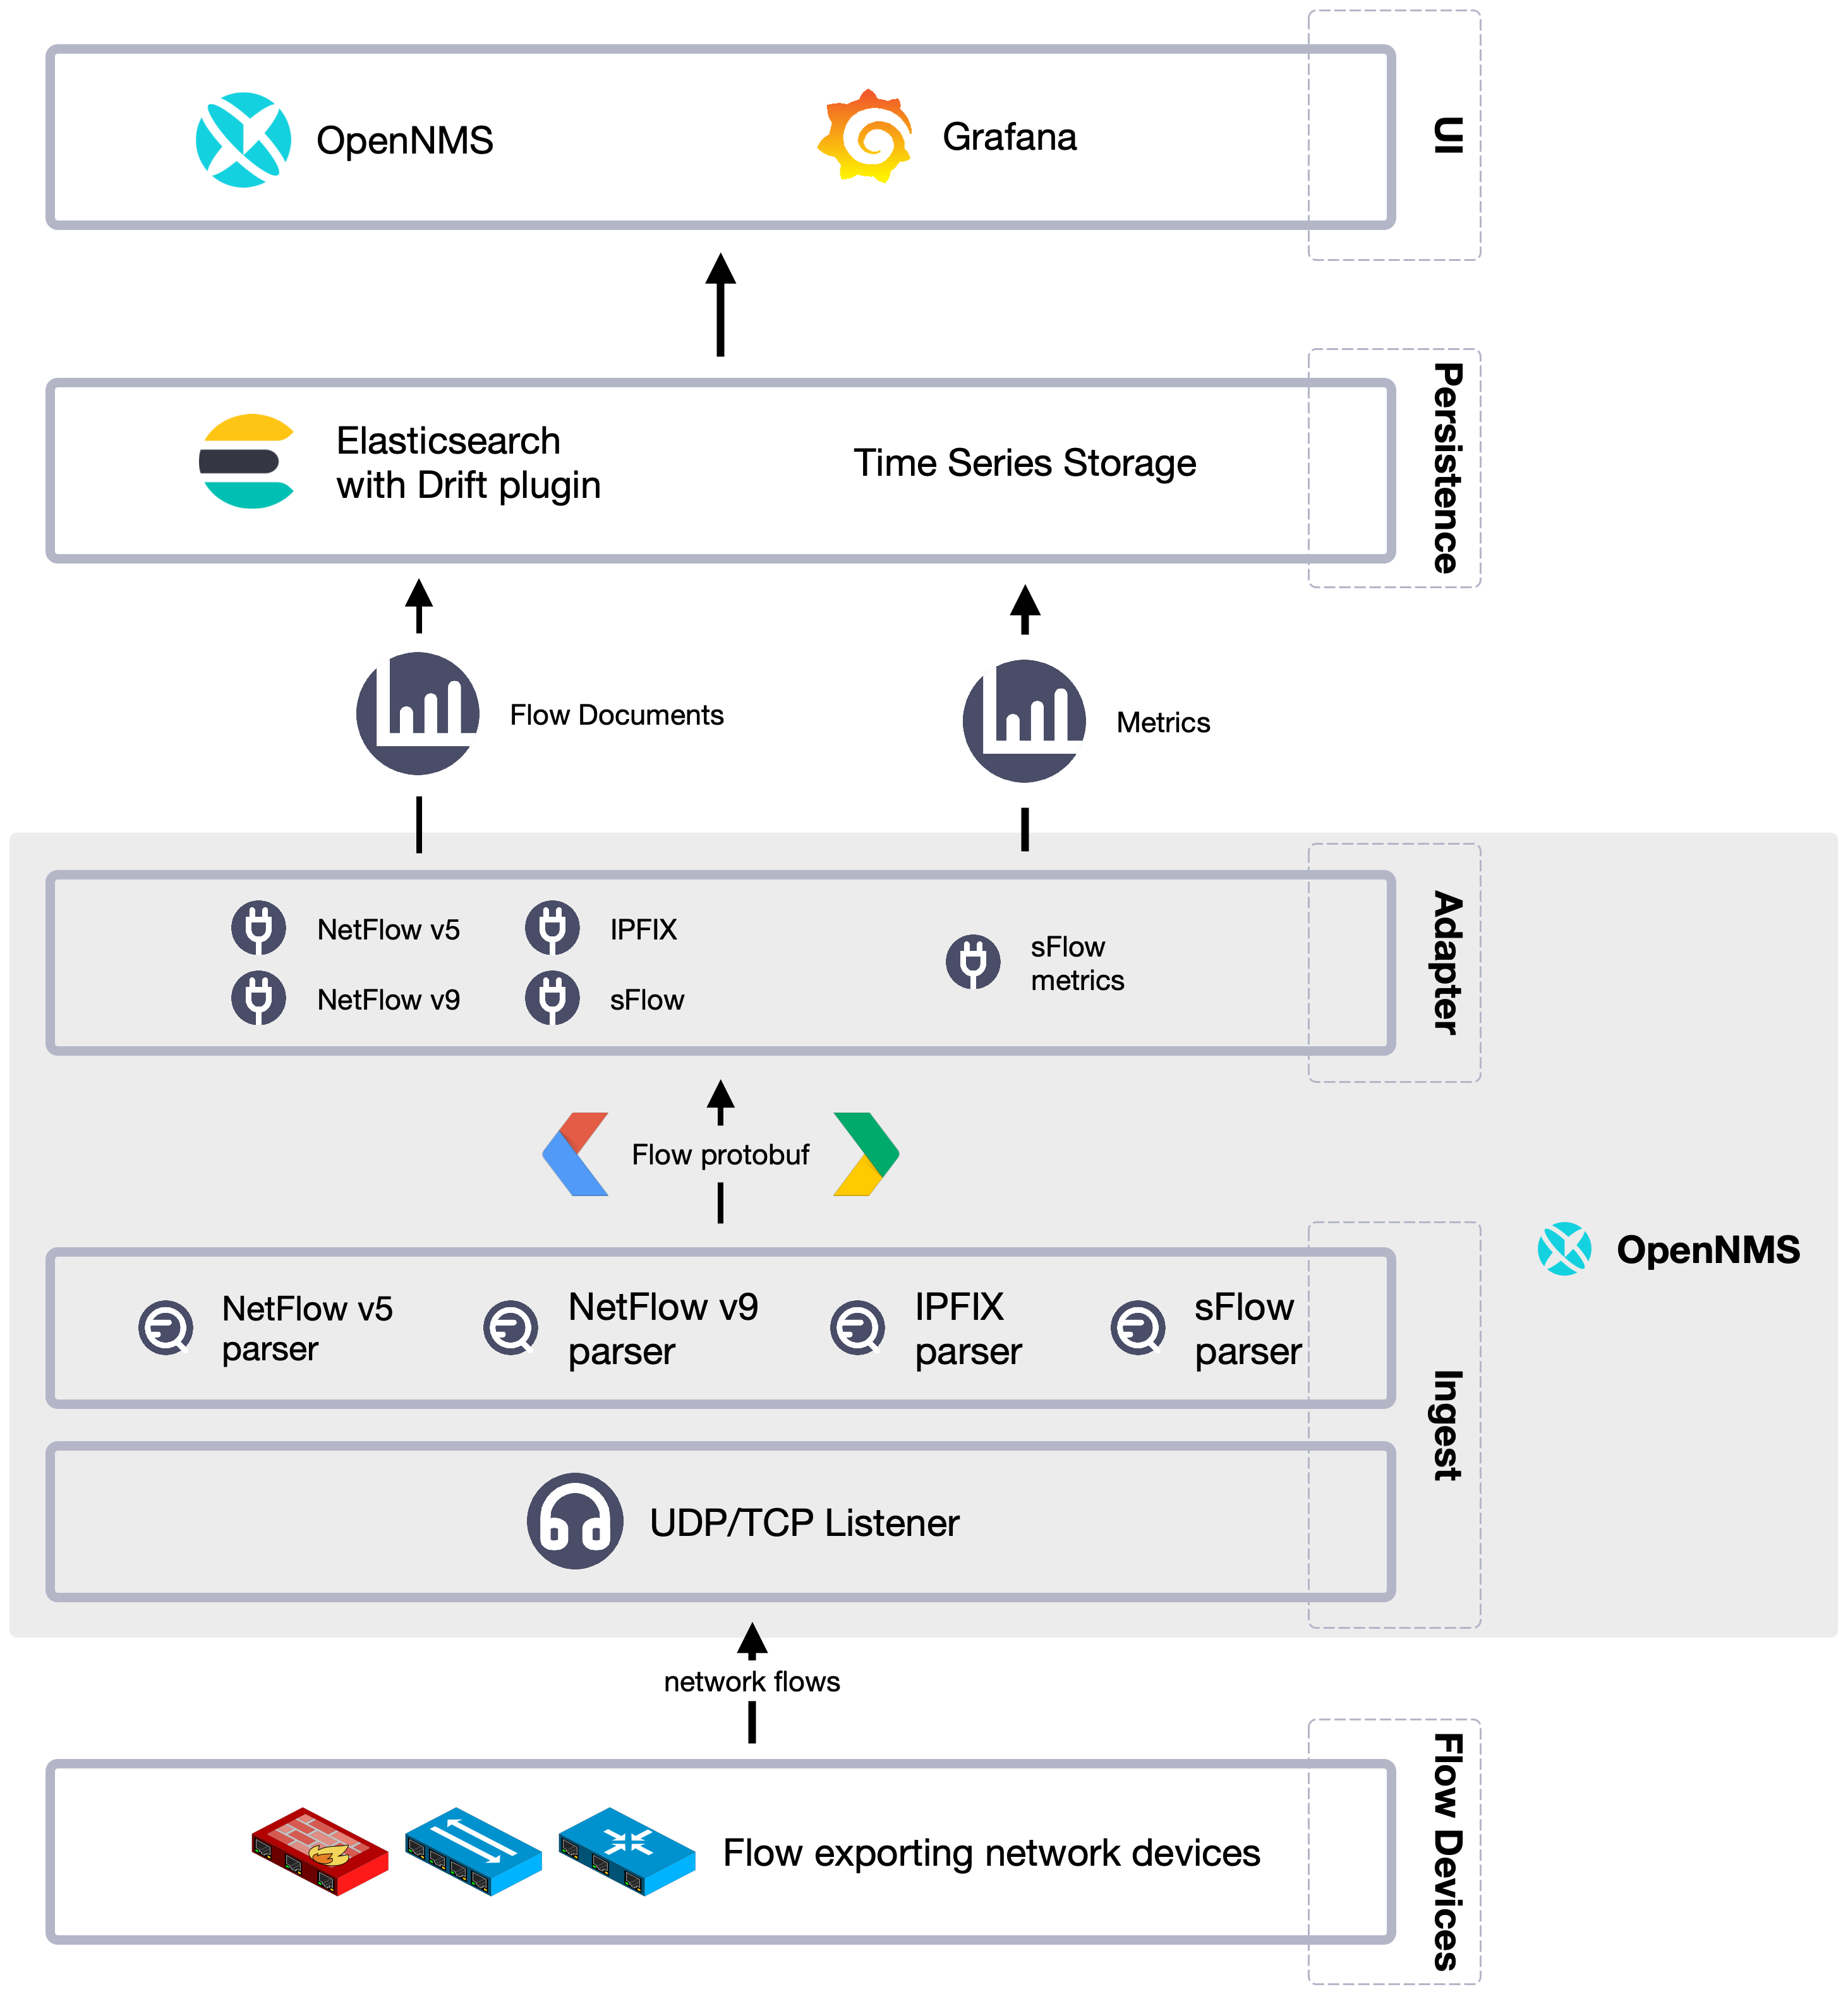 OpenNMS
Grafana
UI
Elasticsearch
with Drift plugin
Time Series Storage
Persistence
Flow Documents
Metrics
NetFlow v5
IPFIX
NetFlow v9
sFlow
sFlow
metrics
Adapter
Flow protobuf
NetFlow v5
parser
NetFlow v9
parser
IPFIX
parser
sFlow
parser
UDP/TCP Listener
Ingest
OpenNMS
network flows
Flow exporting network devices
Flow Devices